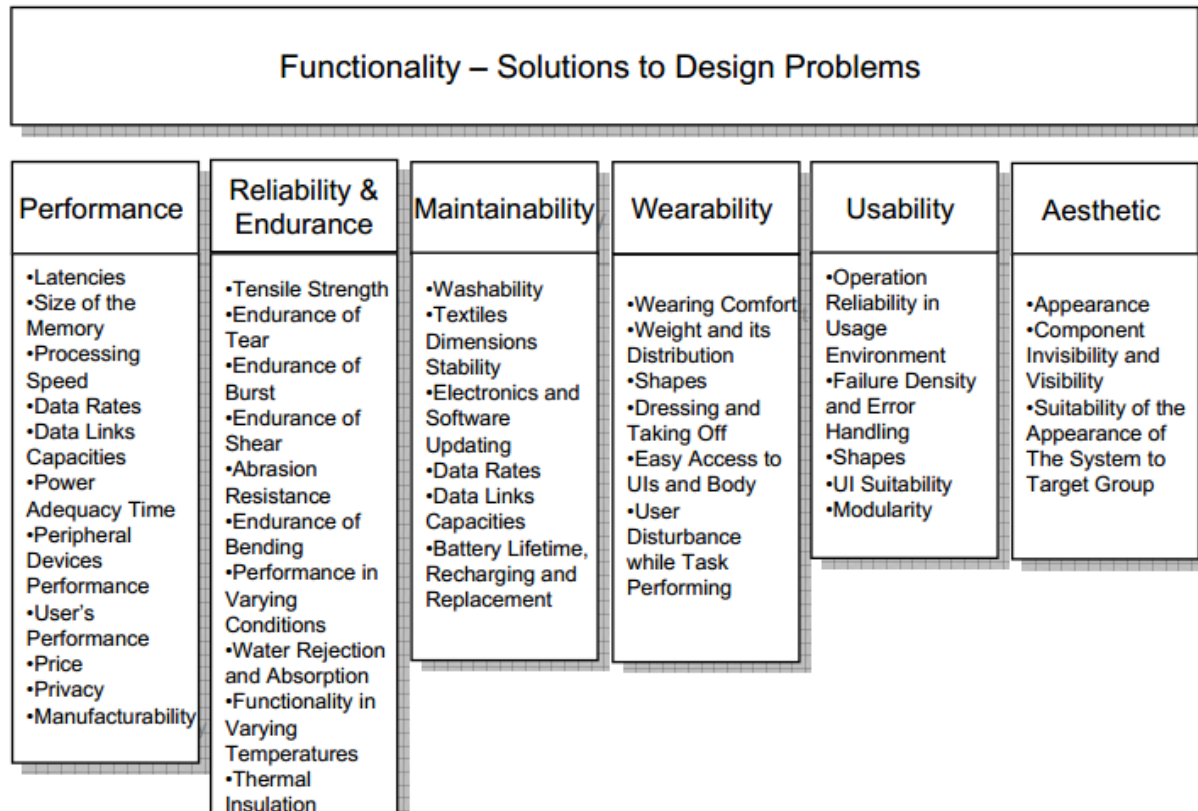 Functionality – Solutions to Design Problems
Performance
•Latencies
•Size of the
Memory
•Processing
Speed
•Data Rates
•Data Links
Capacities
•Power
Adequacy Time
•Peripheral
Devices
Performance
•User's
Performance
•Price
•Privacy
•Manufacturability
Reliability &
Endurance
•Tensile Strength
•Endurance of
Tear
•Endurance of
Burst
•Endurance of
Shear
•Abrasion
Resistance
•Endurance of
Bending
•Performance in
Varying
Conditions
•Water Rejection
and Absorption
•Functionality in
Varying
Temperatures
•Thermal
Insulation
Maintainability
•Washability
•Textiles
Dimensions
Stability
•Electronics and
Software
Updating
•Data Rates
•Data Links
Capacities
•Battery Lifetime,
Recharging and
Replacement
Wearability
•Wearing Comfort
•Weight and its
Distribution
•Shapes
•Dressing and
Taking Off
•Easy Access to
UIs and Body
•User
Disturbance
while Task
Performing
Usability
•Operation
Reliability in
Usage
Environment
•Failure Density
and Error
Handling
•Shapes
•UI Suitability
•Modularity
Aesthetic
•Appearance
•Component
Invisibility and
Visibility
•Suitability of the
Appearance of
The System to
Target Group